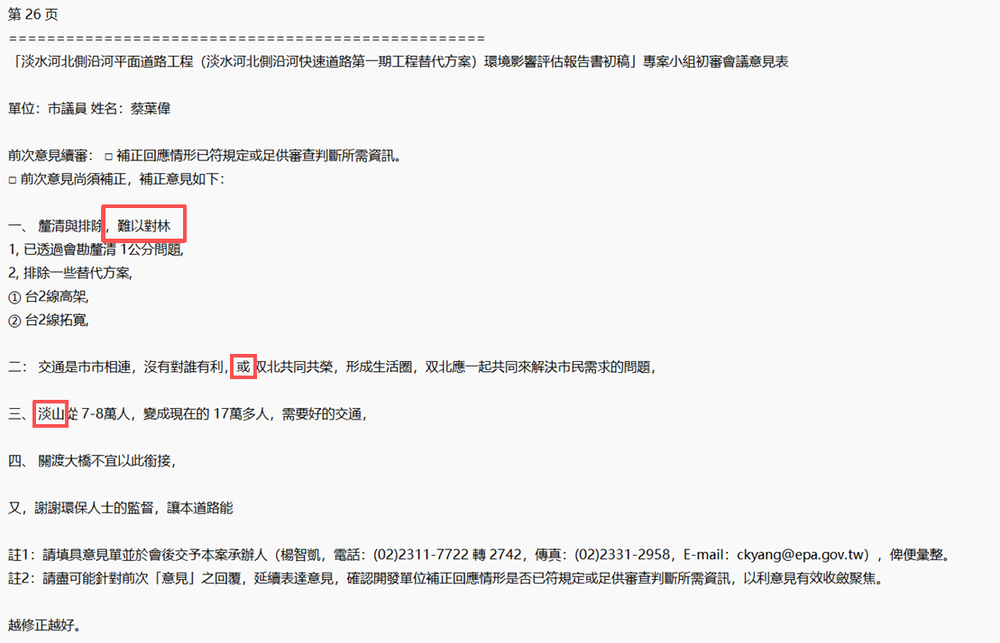 第 26 页
==================================================
「淡水河北側沿河平面道路工程（淡水河北側沿河快速道路第一期工程替代方案）環境影響評估報告書初稿」專案小組初審會議意見表
單位：市議員 姓名：蔡葉偉
前次意見續審： □ 補正回應情形已符規定或足供審查判斷所需資訊。
□ 前次意見尚須補正，補正意見如下：
一、 釐清與排除，難以對林
1, 已透過會勘釐清 1公分問題,
2, 排除一些替代方案,
① 台2線高架,
② 台2線拓寬,
二： 交通是市市相連，沒有對誰有利，或 双北共同共榮，形成生活圈，双北應一起共同來解決市民需求的問題，
三、 淡山從 7-8萬人，變成現在的 17萬多人，需要好的交通，
四、 關渡大橋不宜以此銜接，
又，謝謝環保人士的監督，讓本道路能
註1：請填具意見單並於會後交予本案承辦人（楊智凱，電話：(02)2311-7722 轉 2742，傳真：(02)2331-2958，E-mail：ckyang@epa.gov.tw），俾便彙整。
註2：請盡可能針對前次「意見」之回覆，延續表達意見，確認開發單位補正回應情形是否已符規定或足供審查判斷所需資訊，以利意見有效收斂聚焦。
越修正越好。